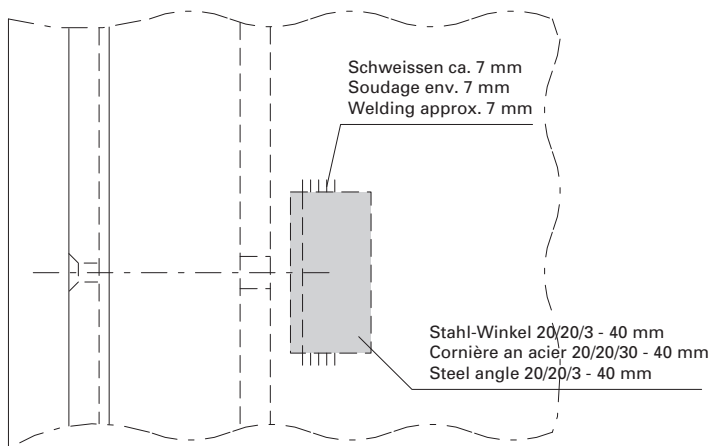 Schweissen ca. 7 mm
Soudage env. 7 mm
Welding approx. 7 mm
Stahl-Winkel 20/20/3 - 40 mm
Cornière an acier 20/20/30 - 40 mm
Steel angle 20/20/3 - 40 mm